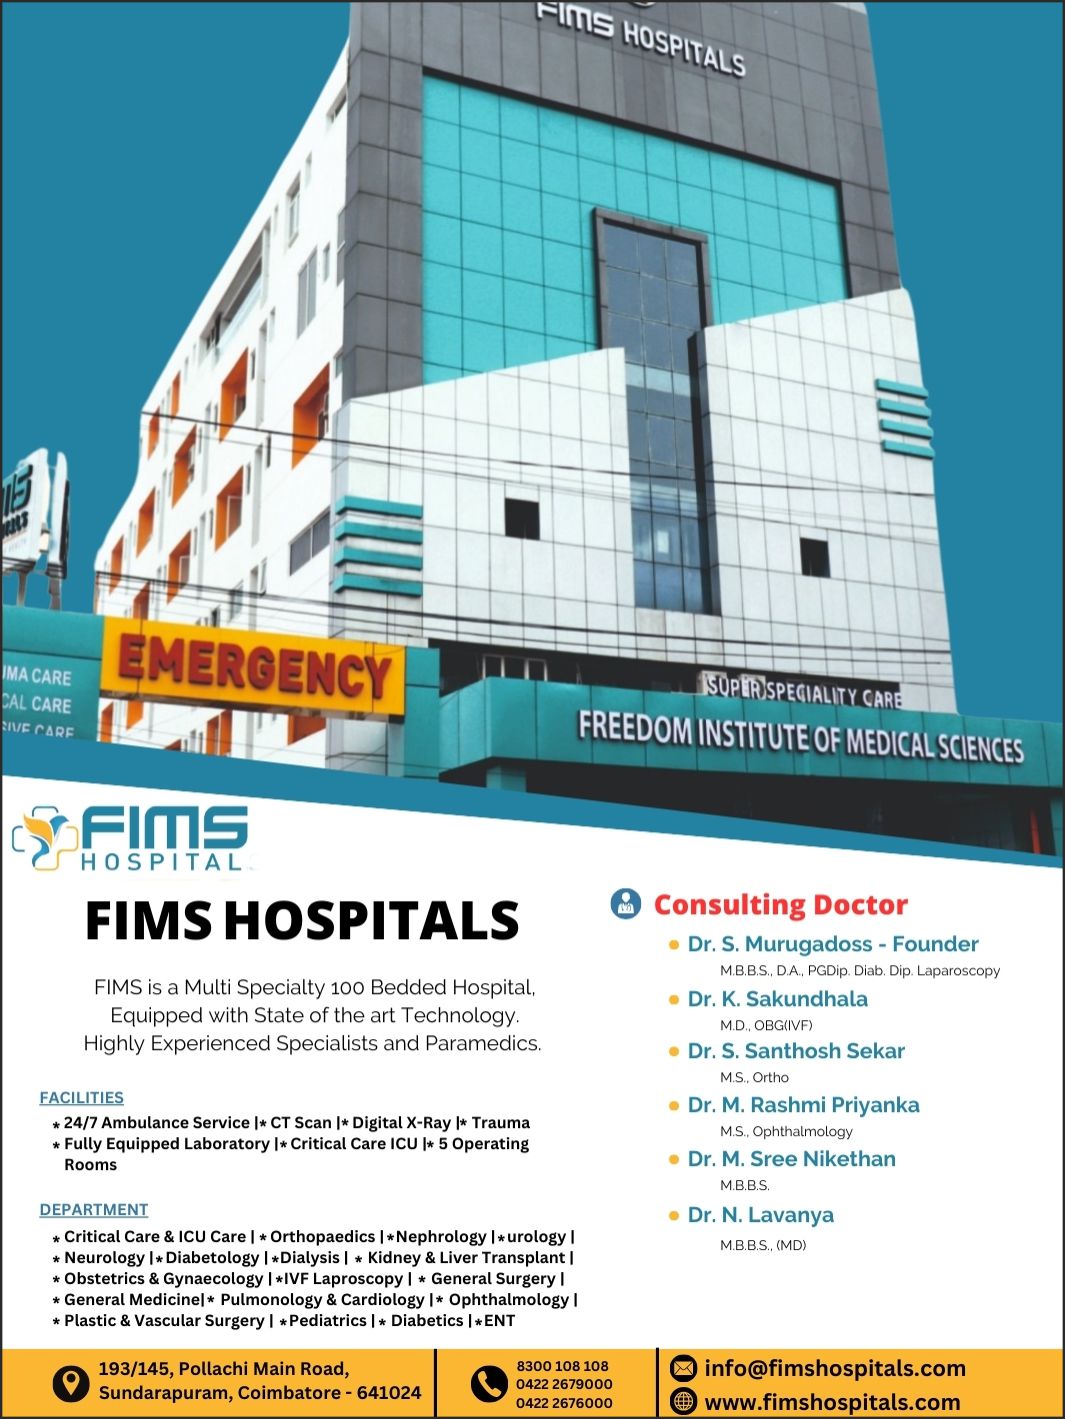 FIMS HOSPITALS
EMERGENCY
CARE
CARE
CARE
SUPER SPECIALITY CARE
FREEDOM INSTITUTE OF MEDICAL SCIENCES
FIMS
HOSPITAL
FIMS HOSPITALS
FIMS is a Multi Specialty 100 Bedded Hospital,
Equipped with State of the art Technology.
Highly Experienced Specialists and Paramedics.
FACILITIES
* 24/7 Ambulance Service |* CT Scan |* Digital X-Ray |* Trauma
* Fully Equipped Laboratory |* Critical Care ICU |* 5 Operating
Rooms
DEPARTMENT
* Critical Care & ICU Care | * Orthopaedics | *Nephrology |*urology |
* Neurology |*Diabetology |*Dialysis | * Kidney & Liver Transplant |
* Obstetrics & Gynaecology |*IVF Laproscopy | * General Surgery |
* General Medicine|* Pulmonology & Cardiology |* Ophthalmology |
* Plastic & Vascular Surgery | *Pediatrics | * Diabetics |*ENT
Consulting Doctor
Dr. S. Murugadoss - Founder
M.B.B.S., D.A., PGDip. Diab. Dip. Laparoscopy
Dr. K. Sakundhala
M.D., OBG(IVF)
Dr. S. Santhosh Sekar
M.S., Ortho
Dr. M. Rashmi Priyanka
M.S., Ophthalmology
Dr. M. Sree Nikethan
M.B.B.S.
Dr. N. Lavanya
M.B.B.S., (MD)
193/145, Pollachi Main Road,
Sundarapuram, Coimbatore - 641024
8300 108 108
0422 2679000
0422 2676000
info@fimshospitals.com
www.fimshospitals.com